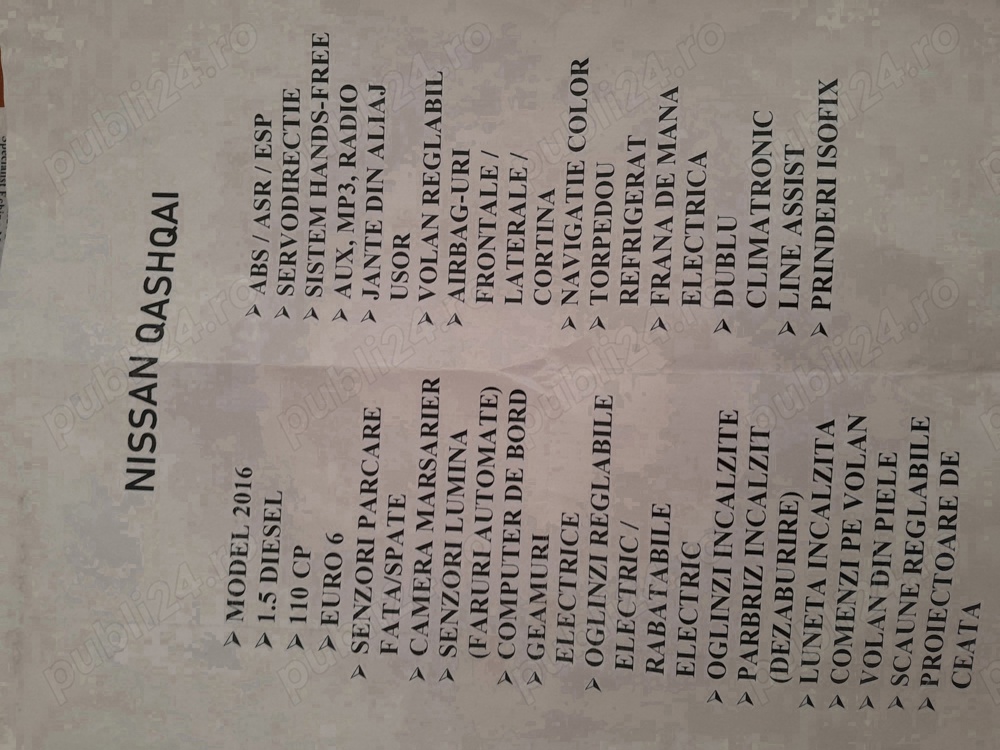 NISSAN QASHQAI
➢ MODEL 2016
➢ 1.5 DIESEL
➢ 110 CP
➢ EURO 6
➢ SENZORI PARCARE
FATA/SPATE
➢ CAMERA MARSARIER
➢ SENZORI LUMINA
(FARURI AUTOMATE)
➢ COMPUTER DE BORD
➢ GEAMURI
ELECTRICE
➢ OGLINZI REGLABILE
ELECTRIC /
RABATABILE
ELECTRIC
➢ OGLINZI INCALZITE
➢ PARBRIZ INCALZIT
(DEZABURIRE)
➢ LUNETA INCALZITA
➢ COMENZI PE VOLAN
➢ VOLAN DIN PIELE
➢ SCAUNE REGLABILE
➢ PROIECTOARE DE
CEATA
➢ ABS / ASR / ESP
➢ SERVODIRECTIE
➢ SISTEM HANDS-FREE
➢ AUX, MP3, RADIO
➢ JANTE DIN ALIAJ
USOR
➢ VOLAN REGLABIL
➢ AIRBAG-URI
FRONTALE /
LATERALE /
CORTINA
➢ NAVIGATIE COLOR
➢ TORPEDOU
REFRIGERAT
➢ FRANA DE MANA
ELECTRICA
➢ DUBLU
CLIMATRONIC
➢ LINE ASSIST
➢ PRINDERI ISOFIX
publi24.ro